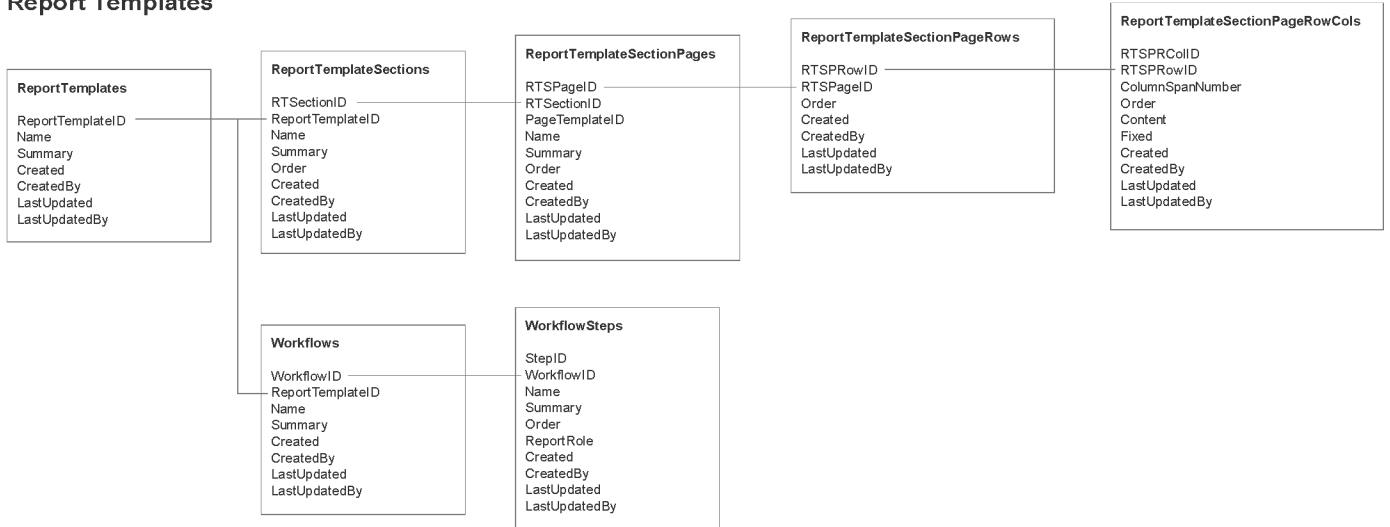 Report Templates
ReportTemplates
ReportTemplateID
Name
Summary
Created
CreatedBy
LastUpdated
LastUpdatedBy
ReportTemplateSections
RTSectionID
ReportTemplateID
Name
Summary
Order
Created
CreatedBy
LastUpdated
LastUpdatedBy
ReportTemplateSectionPages
RTSPageID
RTSectionID
PageTemplateID
Name
Summary
Order
Created
CreatedBy
LastUpdated
LastUpdatedBy
ReportTemplateSectionPageRows
RTSPRowID
RTSPageID
Order
Created
CreatedBy
LastUpdated
LastUpdatedBy
ReportTemplateSectionPageRowCols
RTSPRColID
RTSPRowID
ColumnSpanNumber
Order
Content
Fixed
Created
CreatedBy
LastUpdated
LastUpdatedBy
Workflows
WorkflowID
ReportTemplateID
Name
Summary
Created
CreatedBy
LastUpdated
LastUpdatedBy
WorkflowSteps
StepID
WorkflowID
Name
Summary
Order
ReportRole
Created
CreatedBy
LastUpdated
LastUpdatedBy